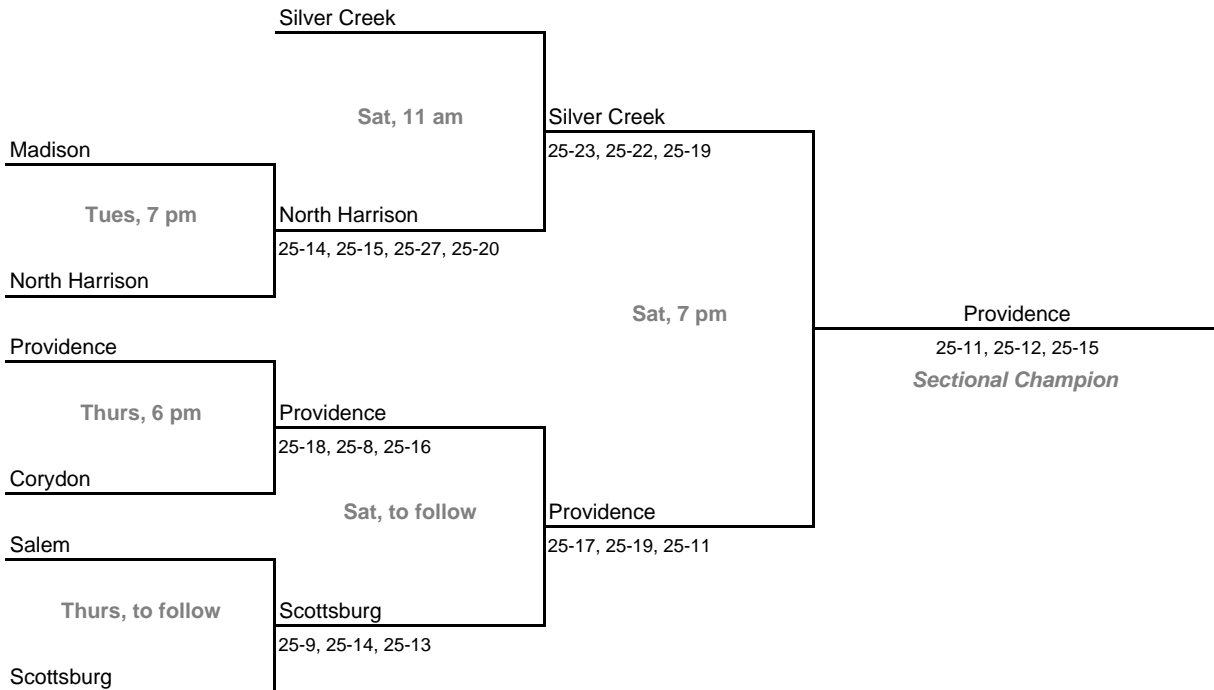 Silver Creek
Sat, 11 am
Silver Creek
Madison
25-23, 25-22, 25-19
Tues, 7 pm
North Harrison
25-14, 25-15, 25-27, 25-20
North Harrison
Sat, 7 pm
Providence
Providence
25-11, 25-12, 25-15
Sectional Champion
Thurs, 6 pm
Providence
25-18, 25-8, 25-16
Corydon
Sat, to follow
Providence
Salem
25-17, 25-19, 25-11
Thurs, to follow
Scottsburg
25-9, 25-14, 25-13
Scottsburg